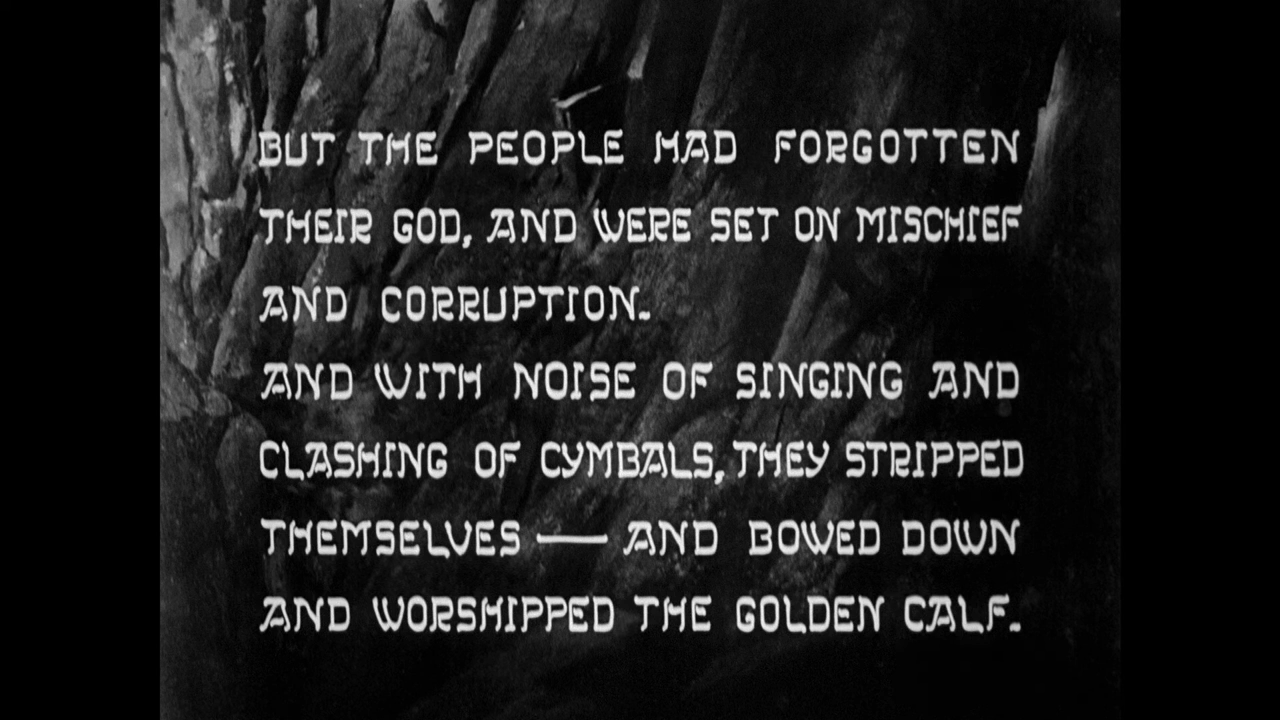 BUT THE PEOPLE HAD FORGOTTEN
THEIR GOD, AND WERE SET ON MISCHIEF
AND CORRUPTION.
AND WITH NOISE OF SINGING AND
CLASHING OF CYMBALS, THEY STRIPPED
THEMSELVES — AND BOWED DOWN
AND WORSHIPPED THE GOLDEN CALF.